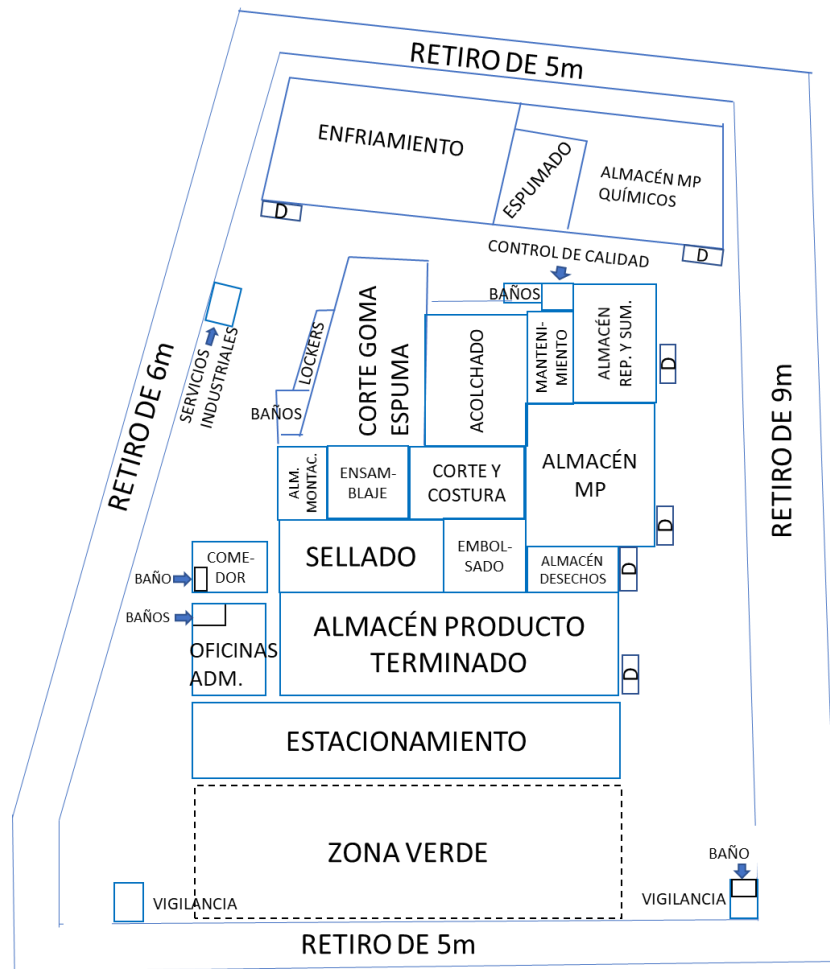 RETIRO DE 5m
ENFRIAMIENTO
ESPUMADO
ALMACÉN MP
QUÍMICOS
D
D
CONTROL DE CALIDAD
BAÑOS
SERVICIOS
INDUSTRIALES
LOCKERS
CORTE GOMA
ESPUMA
ACOLCHADO
MANTENI-
MIENTO
ALMACÉN
REP. Y SUM.
D
RETIRO DE 6m
RETIRO DE 9m
BAÑOS
ALM.
MONTAC.
ENSAM-
BLAJE
CORTE Y
COSTURA
ALMACÉN
MP
D
SELLADO
EMBOL-
SADO
ALMACÉN
DESECHOS
D
COME-
DOR
BAÑO
BAÑOS
OFICINAS
ADM.
ALMACÉN PRODUCTO
TERMINADO
D
ESTACIONAMIENTO
ZONA VERDE
BAÑO
VIGILANCIA
VIGILANCIA
RETIRO DE 5m